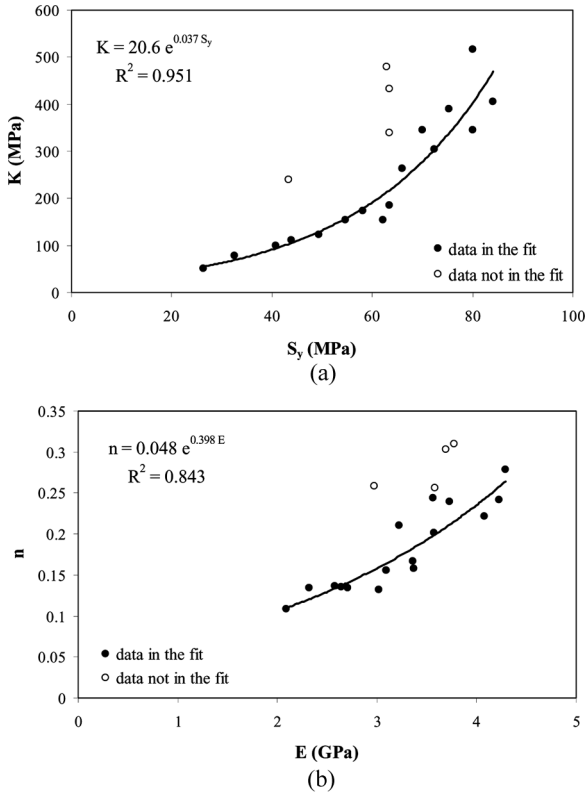 600
500
400
300
200
100
0
K (MPa)
K = 20.6 e^0.037 Sy
R² = 0.951
data in the fit
data not in the fit
0 20 40 60 80 100
Sy (MPa)
(a)
0.35
0.3
0.25
0.2
0.15
0.1
0.05
0
n
n = 0.048 e^0.398 E
R² = 0.843
data in the fit
data not in the fit
0 1 2 3 4 5
E (GPa)
(b)